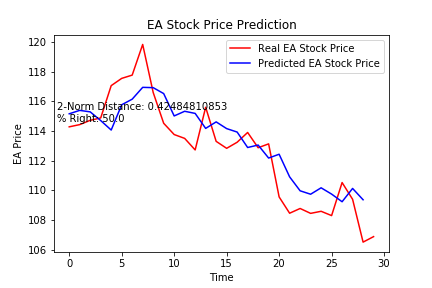 EA Stock Price Prediction
120
118
116
114
112
110
108
106
EA Price
Real EA Stock Price
Predicted EA Stock Price
2-Norm Distance: 0.42484810853
% Right: 50.0
0
5
10
15
20
25
30
Time